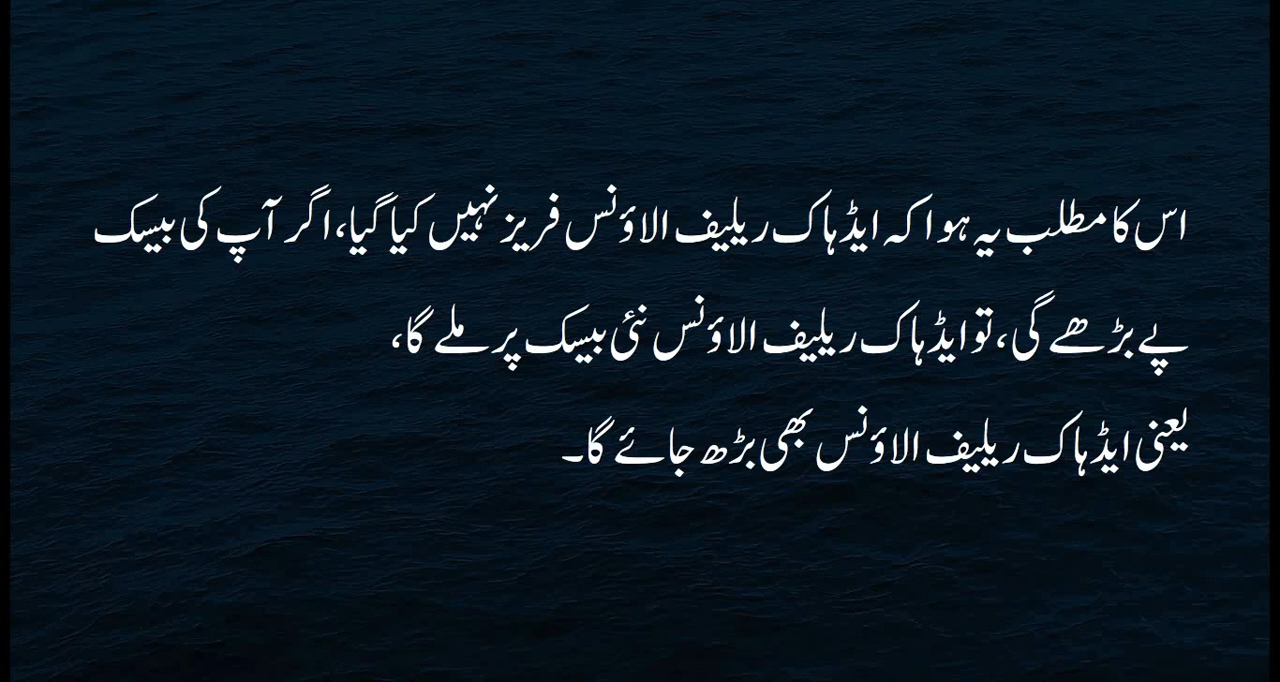 اس کا مطلب یہ ہوا کہ ایڈہاک ریلیف الاؤنس فریز نہیں کیا گیا، اگر آپ کی بیسک
پے بڑھے گی، تو ایڈہاک ریلیف الاؤنس نئی بیسک پر ملے گا،
یعنی ایڈہاک ریلیف الاؤنس بھی بڑھ جائے گا۔